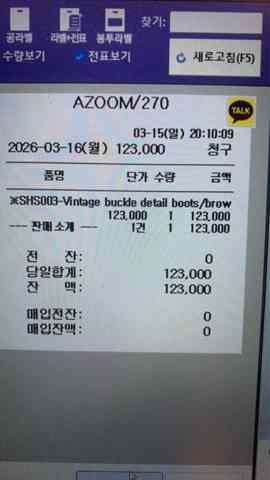 찾기:
공라벨 라벨+전표 봉투라벨
수량보기 전표보기 새로고침(F5)
AZOOM/270
TALK
03-15(일) 20:10:09
2026-03-16(월) 123,000 청구
품명 단가 수량 금액
※SHS003-Vintage buckle detail boots/brow
123,000 1 123,000
--- 잔매소계 --- 1건 1 123,000
전 잔: 0
당일합계: 123,000
잔 액: 123,000
매입전잔: 0
매입잔액: 0